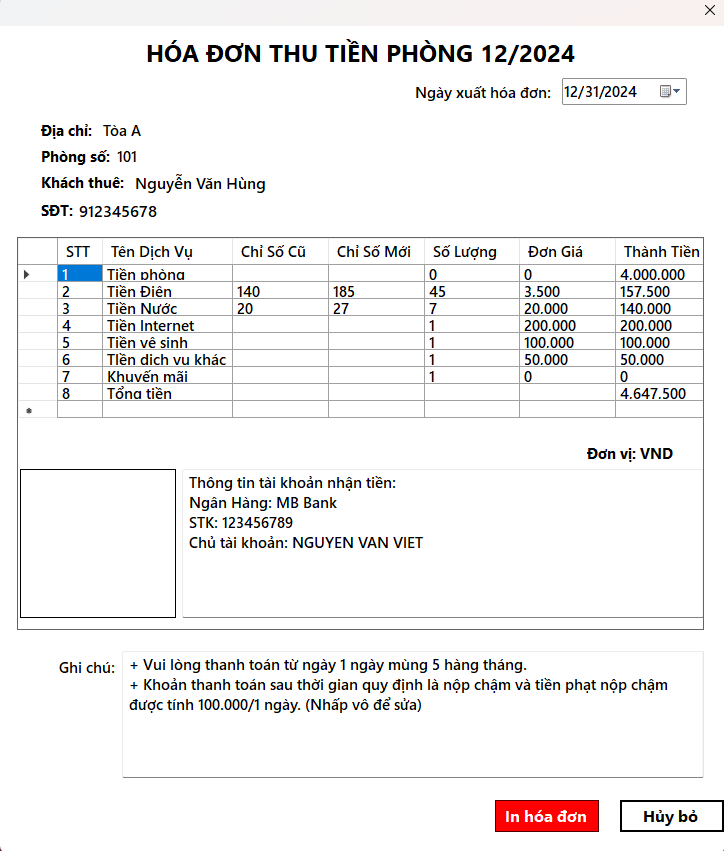 HÓA ĐƠN THU TIỀN PHÒNG 12/2024
Ngày xuất hóa đơn: 12/31/2024
Địa chỉ: Tòa A
Phòng số: 101
Khách thuê: Nguyễn Văn Hùng
SĐT: 912345678
STT Tên Dịch Vụ Chỉ Số Cũ Chỉ Số Mới Số Lượng Đơn Giá Thành Tiền
1 Tiền phòng 0 0 4.000.000
2 Tiền Điện 140 185 45 3.500 157.500
3 Tiền Nước 20 27 7 20.000 140.000
4 Tiền Internet 1 200.000 200.000
5 Tiền vệ sinh 1 100.000 100.000
6 TIền dịch vụ khác 1 50.000 50.000
7 Khuyến mãi 1 0 0
8 Tổng tiền 4.647.500
Đơn vị: VND
Thông tin tài khoản nhận tiền:
Ngân Hàng: MB Bank
STK: 123456789
Chủ tài khoản: NGUYEN VAN VIET
Ghi chú: + Vui lòng thanh toán từ ngày 1 ngày mùng 5 hàng tháng.
+ Khoản thanh toán sau thời gian quy định là nộp chậm và tiền phạt nộp chậm
được tính 100.000/1 ngày. (Nhấp vô để sửa)
In hóa đơn Hủy bỏ